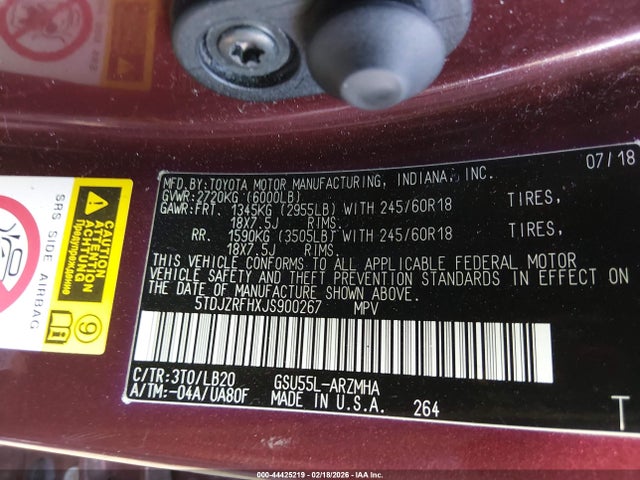 07/18
MFD.BY:TOYOTA MOTOR MANUFACTURING, INDIANA, INC.
GVWR:2720KG (6000LB)
GAWR:FRT. 1345KG (2955LB) WITH 245/60R18 TIRES,
18X7.5J RIMS.
RR. 1590KG (3505LB) WITH 245/60R18 TIRES,
18X7.5J RIMS.
THIS VEHICLE CONFORMS TO ALL APPLICABLE FEDERAL MOTOR
VEHICLE SAFETY AND THEFT PREVENTION STANDARDS IN EFFECT ON
THE DATE OF MANUFACTURE SHOWN ABOVE.
5TDJZRFHXJS900267 MPV
C/TR:3T0/LB20 GSU55L-ARZMHA
A/TM:-04A/UA80F MADE IN U.S.A. 264
T
SRS SIDE AIRBAG
CAUTION
ATTENTION
ACHTUNG
Предупреждение
9
000-44425219 - 02/18/2026 - IAA Inc.